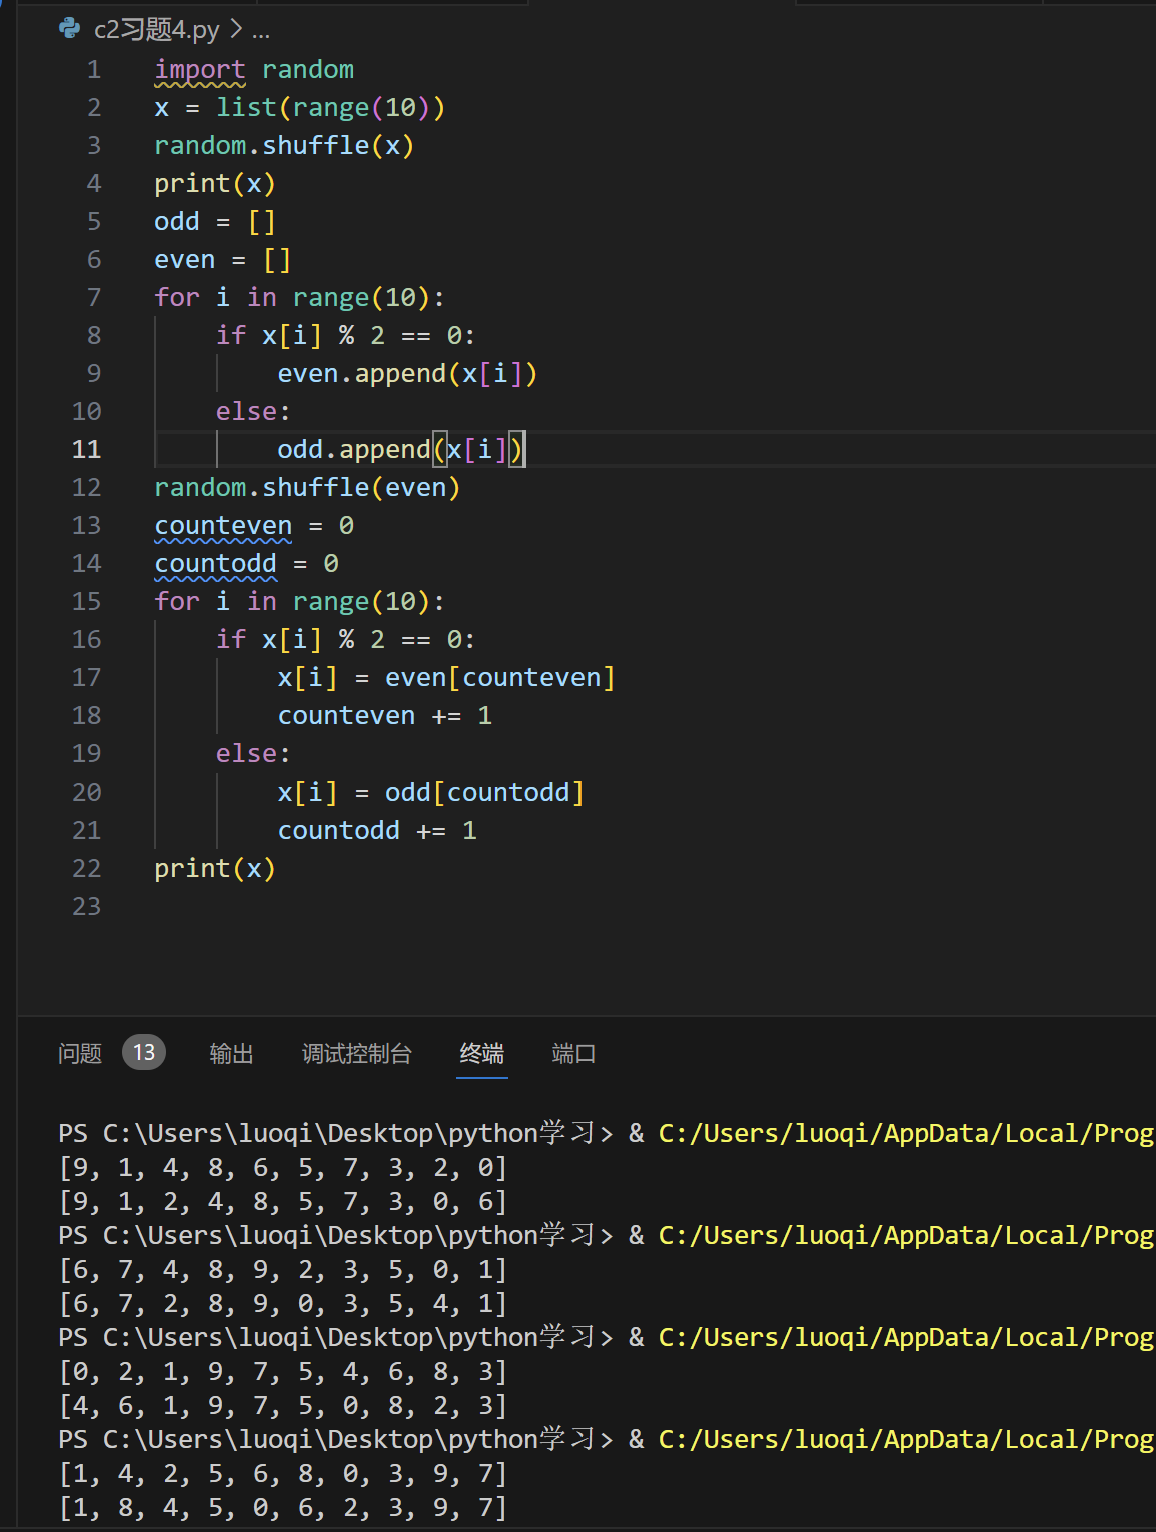 c2习题4.py > ...
1 import random
2 x = list(range(10))
3 random.shuffle(x)
4 print(x)
5 odd = []
6 even = []
7 for i in range(10):
8     if x[i] % 2 == 0:
9         even.append(x[i])
10     else:
11         odd.append(x[i])
12 random.shuffle(even)
13 counteven = 0
14 countodd = 0
15 for i in range(10):
16     if x[i] % 2 == 0:
17         x[i] = even[counteven]
18         counteven += 1
19     else:
20         x[i] = odd[countodd]
21         countodd += 1
22 print(x)
23
问题 13 输出 调试控制台 终端 端口
PS C:\Users\luoqi\Desktop\python学习> & C:/Users/luoqi/AppData/Local/Prog
[9, 1, 4, 8, 6, 5, 7, 3, 2, 0]
[9, 1, 2, 4, 8, 5, 7, 3, 0, 6]
PS C:\Users\luoqi\Desktop\python学习> & C:/Users/luoqi/AppData/Local/Prog
[6, 7, 4, 8, 9, 2, 3, 5, 0, 1]
[6, 7, 2, 8, 9, 0, 3, 5, 4, 1]
PS C:\Users\luoqi\Desktop\python学习> & C:/Users/luoqi/AppData/Local/Prog
[0, 2, 1, 9, 7, 5, 4, 6, 8, 3]
[4, 6, 1, 9, 7, 5, 0, 8, 2, 3]
PS C:\Users\luoqi\Desktop\python学习> & C:/Users/luoqi/AppData/Local/Prog
[1, 4, 2, 5, 6, 8, 0, 3, 9, 7]
[1, 8, 4, 5, 0, 6, 2, 3, 9, 7]